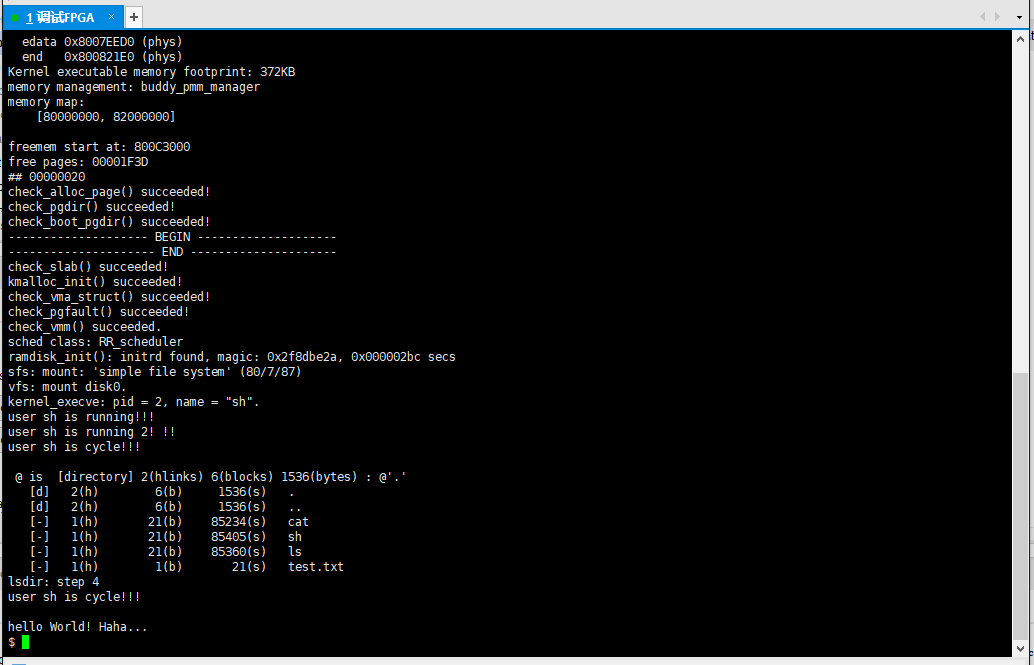 1 调试FPGA × +
edata 0x8007EED0 (phys)
end 0x800821E0 (phys)
Kernel executable memory footprint: 372KB
memory management: buddy_pmm_manager
memory map:
[80000000, 82000000]
freemem start at: 800C3000
free pages: 00001F3D
## 00000020
check_alloc_page() succeeded!
check_pgdir() succeeded!
check_boot_pgdir() succeeded!
-------------------- BEGIN --------------------
--------------------- END ---------------------
check_slab() succeeded!
kmalloc_init() succeeded!
check_vma_struct() succeeded!
check_pgfault() succeeded!
check_vmm() succeeded.
sched class: RR_scheduler
ramdisk_init(): initrd found, magic: 0x2f8dbe2a, 0x000002bc secs
sfs: mount: 'simple file system' (80/7/87)
vfs: mount disk0.
kernel_execve: pid = 2, name = "sh".
user sh is running!!!
user sh is running 2! !!
user sh is cycle!!!
@ is [directory] 2(hlinks) 6(blocks) 1536(bytes) : @'.'
[d] 2(h) 6(b) 1536(s) .
[d] 2(h) 6(b) 1536(s) ..
[-] 1(h) 21(b) 85234(s) cat
[-] 1(h) 21(b) 85405(s) sh
[-] 1(h) 21(b) 85360(s) ls
[-] 1(h) 1(b) 21(s) test.txt
lsdir: step 4
user sh is cycle!!!
hello World! Haha...
$